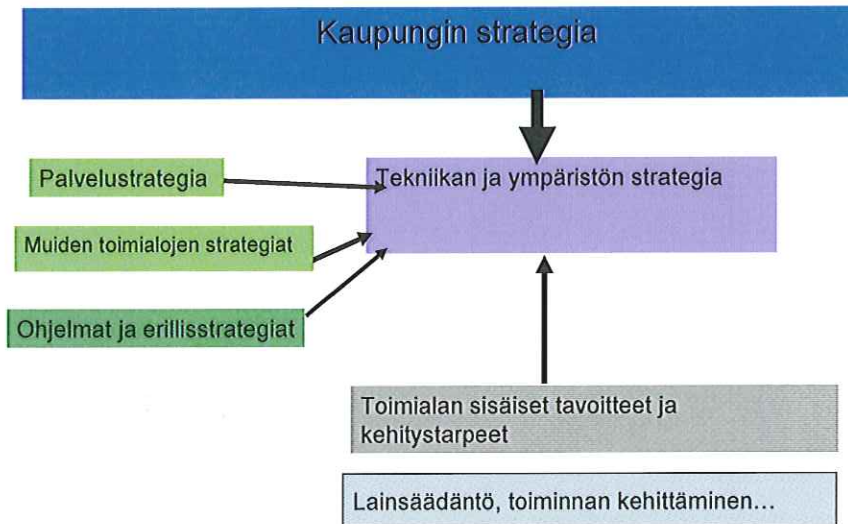 Kaupungin strategia
Palvelustrategia
Tekniikan ja ympäristön strategia
Muiden toimialojen strategiat
Ohjelmat ja erillisstrategiat
Toimialan sisäiset tavoitteet ja
kehitystarpeet
Lainsäädäntö, toiminnan kehittäminen…